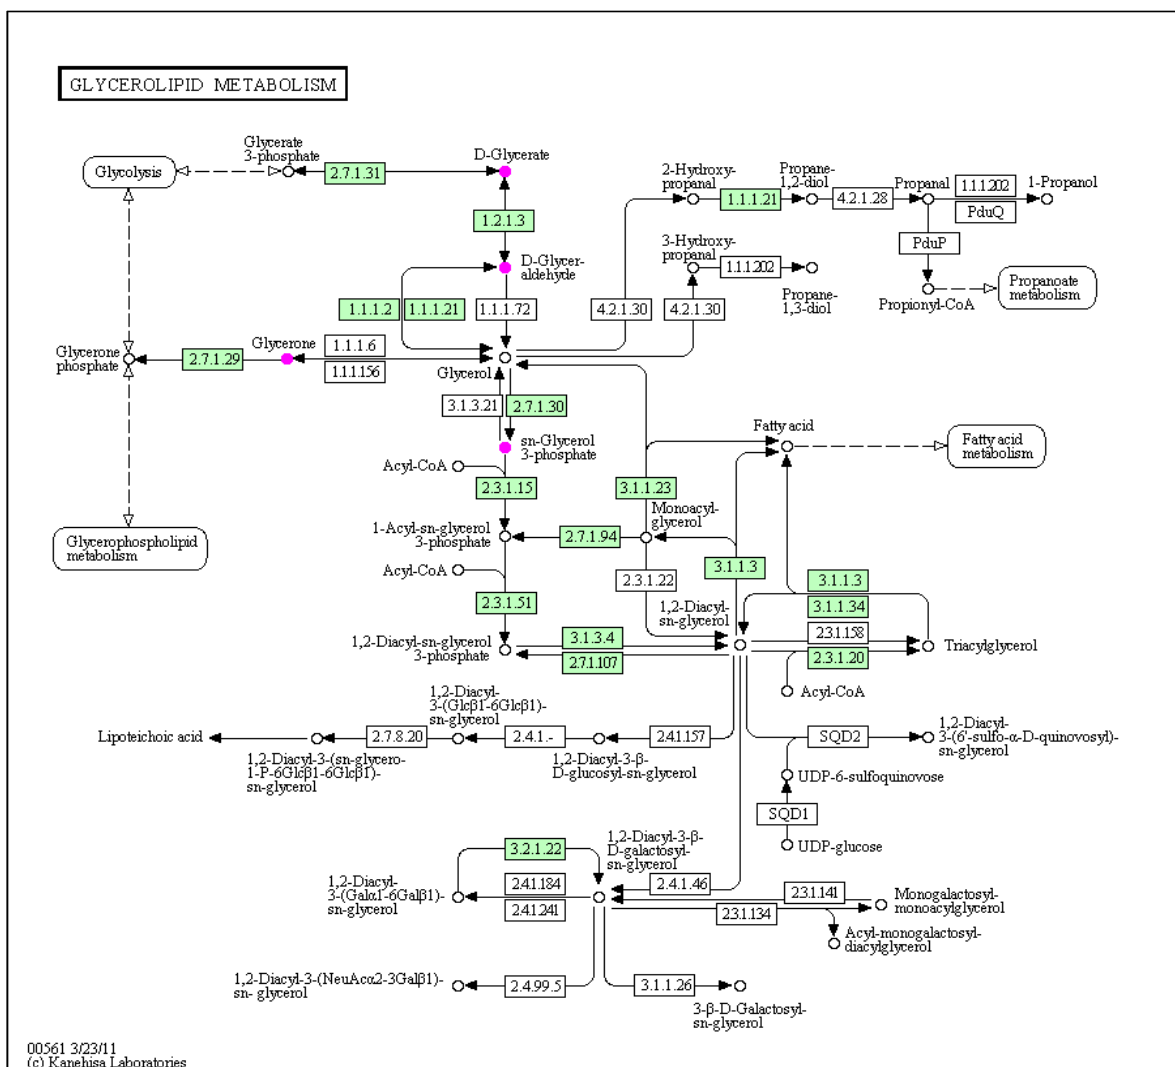 GLYCEROLIPID METABOLISM
Glycerate
3-phosphate
D-Glycerate
Glycolysis
2.7.1.31
1.2.1.3
2-Hydroxy-
propanal
Propane-
1,2-diol
Propanal
1.1.1.202
1-Propanol
1.1.1.21
4.2.1.28
PduQ
PduP
3-Hydroxy-
propanal
1.1.1.202
Propane-
1,3-diol
Propionyl-CoA
Propanoate
metabolism
D-Glycer-
aldehyde
1.1.1.2
1.1.1.21
1.1.1.72
4.2.1.30
4.2.1.30
Glycerone
phosphate
2.7.1.29
Glycerone
1.1.1.6
1.1.1.156
Glycerol
3.1.3.21
2.7.1.30
sn-Glycerol
3-phosphate
Fatty acid
Fatty acid
metabolism
Acyl-CoA
2.3.1.15
3.1.1.23
Monoacyl-
glycerol
1-Acyl-sn-glycerol
3-phosphate
2.7.1.94
Glycerophospholipid
metabolism
Acyl-CoA
2.3.1.22
3.1.1.3
3.1.1.3
2.3.1.51
3.1.1.34
1,2-Diacyl-
sn-glycerol
1,2-Diacyl-sn-glycerol
3-phosphate
3.1.3.4
2.7.1.107
2.3.1.158
2.3.1.20
Triacylglycerol
Acyl-CoA
1,2-Diacyl-
3-(Glcβ1-6Glcβ1)-
sn-glycerol
Lipoteichoic acid
2.7.8.20
2.4.1.-
2.4.1.157
SQD2
1,2-Diacyl-
3-(6'-sulfo-α-D-quinovosyl)-
sn-glycerol
1,2-Diacyl-3-(sn-glycero-
1-P-6Glcβ1-6Glcβ1)-
sn-glycerol
1,2-Diacyl-3-β-
D-glucosyl-sn-glycerol
UDP-6-sulfoquinovose
SQD1
UDP-glucose
3.2.1.22
1,2-Diacyl-3-β-
D-galactosyl-
sn-glycerol
1,2-Diacyl-
3-(Galα1-6Galβ1)-
sn-glycerol
2.4.1.184
2.4.1.241
2.4.1.46
2.3.1.141
2.3.1.134
Monogalactosyl-
monoacylglycerol
Acyl-monogalactosyl-
diacylglycerol
1,2-Diacyl-3-(NeuAcα2-3Galβ1)-
sn- glycerol
2.4.99.5
3.1.1.26
3-β-D-Galactosyl-
sn-glycerol
00561 3/23/11
(c) Kanehisa Laboratories